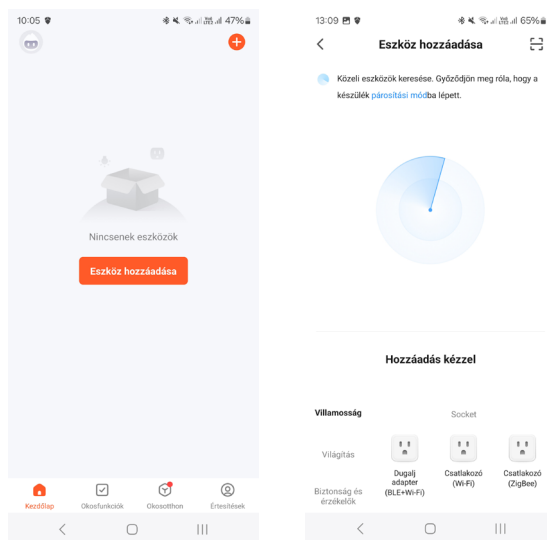 10:05
47%
Nincsenek eszközök
Eszköz hozzáadása
Kezdőlap
Okosfunkciók
Okosotthon
Értesítések
13:09
65%
Eszköz hozzáadása
Közeli eszközök keresése. Győződjön meg róla, hogy a
készülék párosítási módba lépett.
Hozzáadás kézzel
Villamosság
Socket
Világítás
Dugalj
adapter
(BLE+Wi-Fi)
Csatlakozó
(Wi-Fi)
Csatlakozó
(ZigBee)
Biztonság és
érzékelők